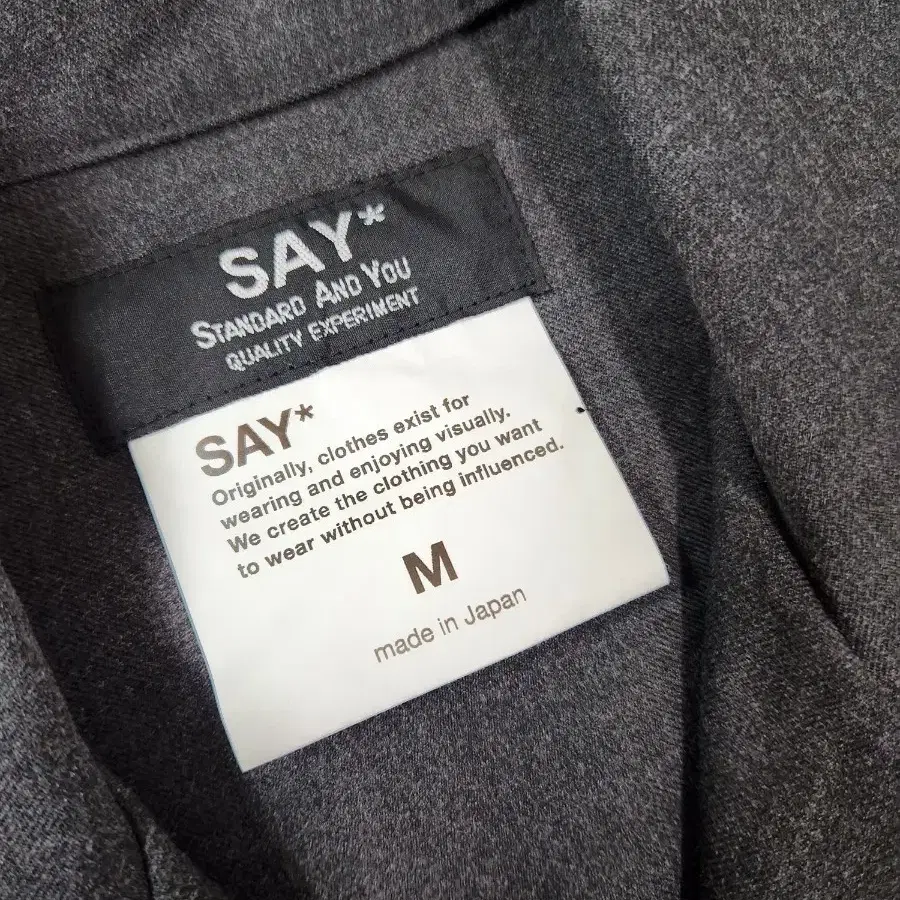 SAY*
STANDARD AND YOU
QUALITY EXPERIMENT
SAY*
Originally, clothes exist for
wearing and enjoying visually.
We create the clothing you want
to wear without being influenced.
M
made in Japan